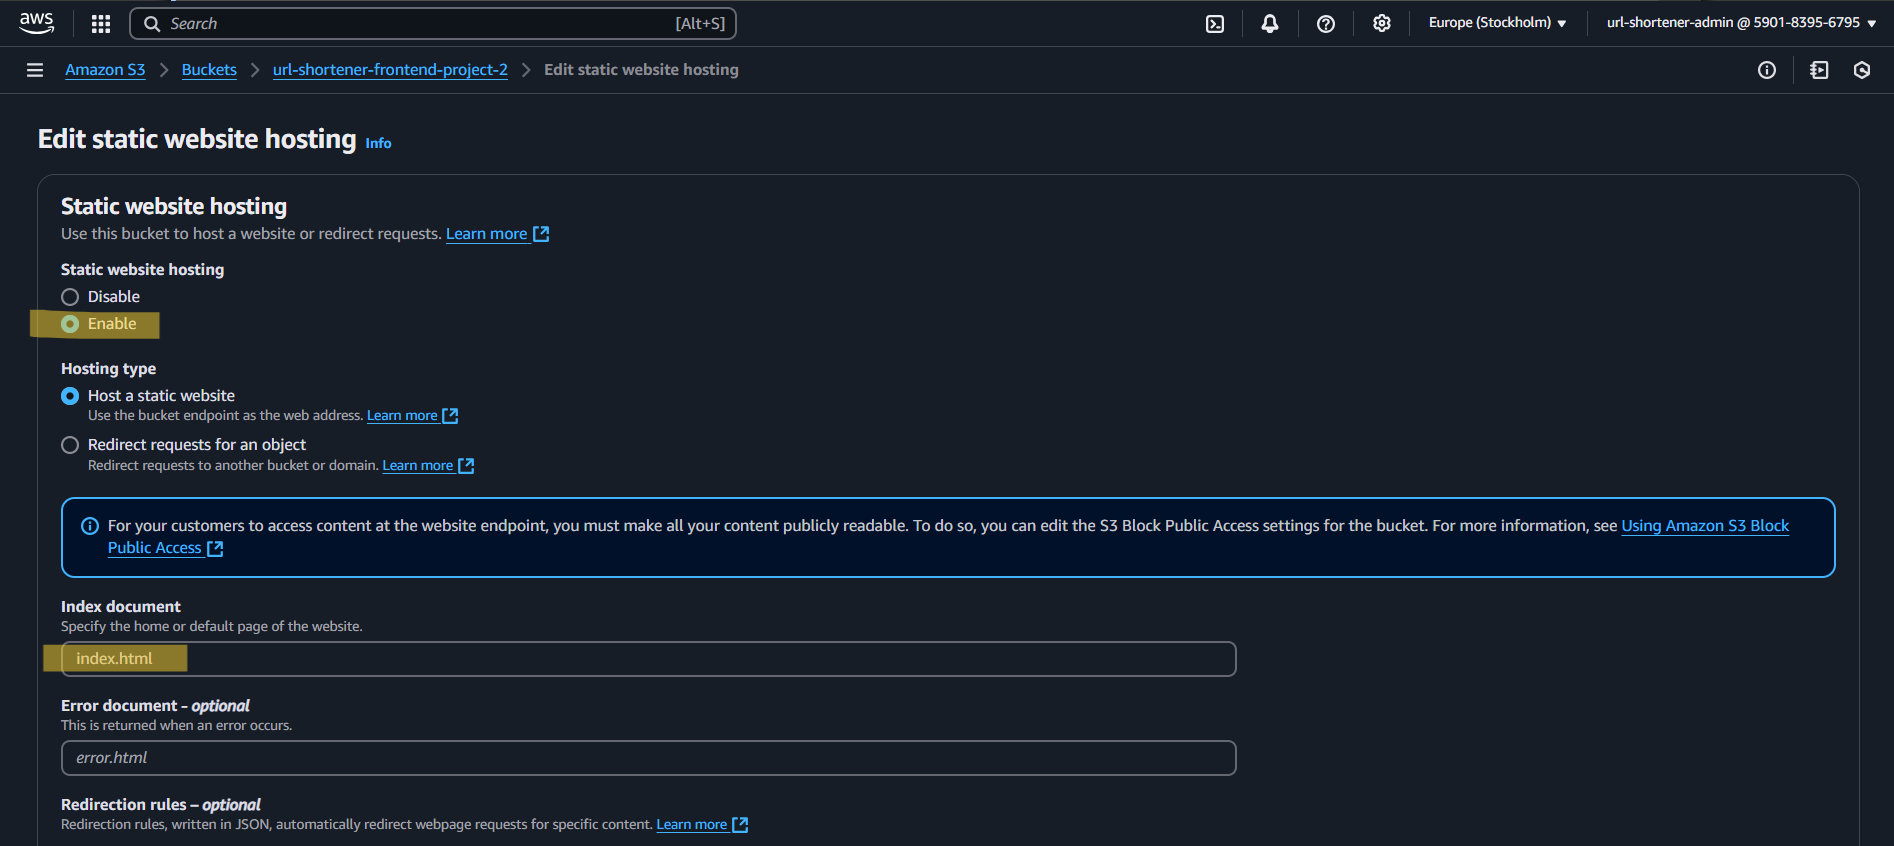 aws Search [Alt+S] Europe (Stockholm) url-shortener-admin @ 5901-8395-6795
Amazon S3 Buckets url-shortener-frontend-project-2 Edit static website hosting
Edit static website hosting Info
Static website hosting
Use this bucket to host a website or redirect requests. Learn more
Static website hosting
Disable
Enable
Hosting type
Host a static website
Use the bucket endpoint as the web address. Learn more
Redirect requests for an object
Redirect requests to another bucket or domain. Learn more
For your customers to access content at the website endpoint, you must make all your content publicly readable. To do so, you can edit the S3 Block Public Access settings for the bucket. For more information, see Using Amazon S3 Block
Public Access
Index document
Specify the home or default page of the website.
index.html
Error document - optional
This is returned when an error occurs.
error.html
Redirection rules – optional
Redirection rules, written in JSON, automatically redirect webpage requests for specific content. Learn more